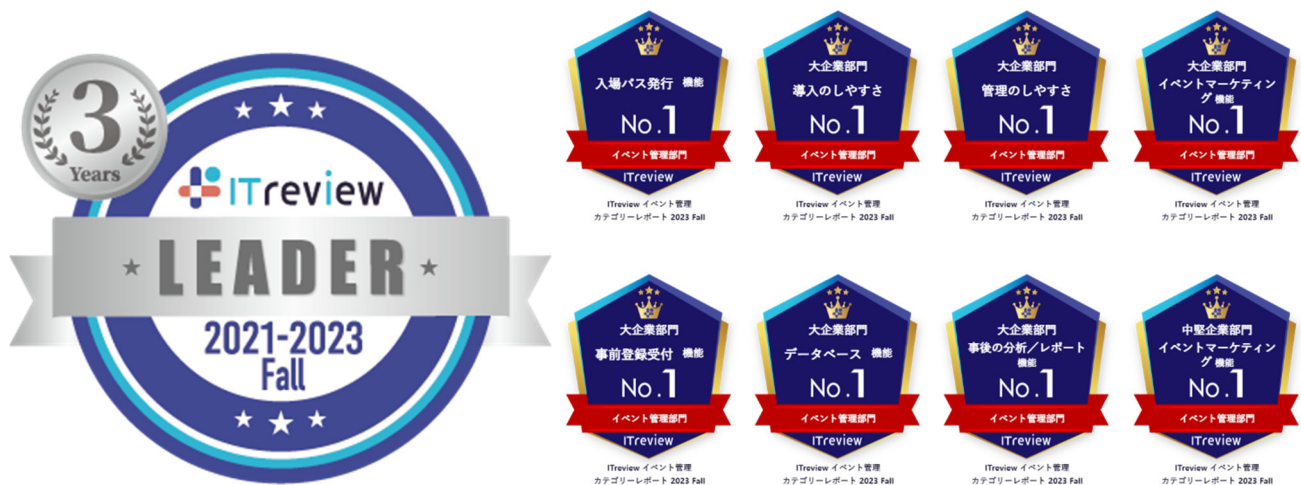 3
Years
ITreview
LEADER
2021-2023
Fall
入場パス発行 機能
No.1
イベント管理部門
ITreview
ITreview イベント管理
カテゴリーレポート 2023 Fall
大企業部門
導入のしやすさ
No.1
イベント管理部門
ITreview
ITreview イベント管理
カテゴリーレポート 2023 Fall
大企業部門
管理のしやすさ
No.1
イベント管理部門
ITreview
ITreview イベント管理
カテゴリーレポート 2023 Fall
大企業部門
イベントマーケティン
グ 機能
No.1
イベント管理部門
ITreview
ITreview イベント管理
カテゴリーレポート 2023 Fall
大企業部門
事前登録受付 機能
No.1
イベント管理部門
ITreview
ITreview イベント管理
カテゴリーレポート 2023 Fall
大企業部門
データベース 機能
No.1
イベント管理部門
ITreview
ITreview イベント管理
カテゴリーレポート 2023 Fall
大企業部門
事後の分析／レポート
機能
No.1
イベント管理部門
ITreview
ITreview イベント管理
カテゴリーレポート 2023 Fall
中堅企業部門
イベントマーケティン
グ 機能
No.1
イベント管理部門
ITreview
ITreview イベント管理
カテゴリーレポート 2023 Fall